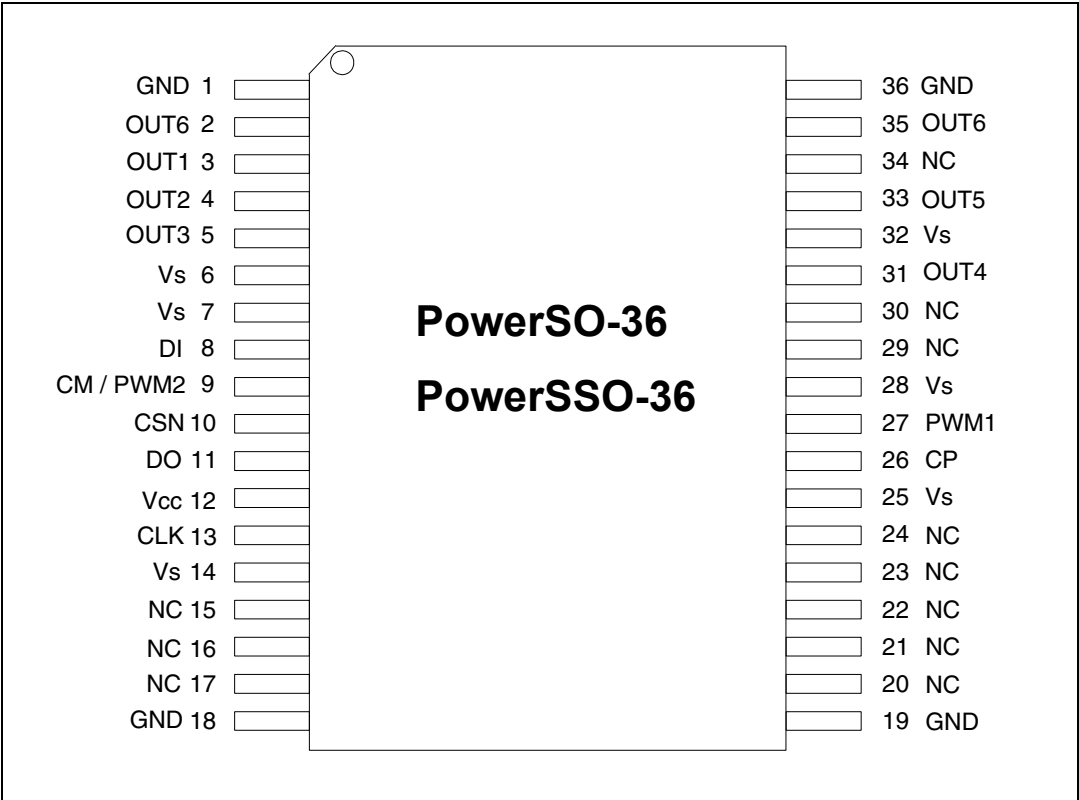 GND 1
OUT6 2
OUT1 3
OUT2 4
OUT3 5
Vs 6
Vs 7
DI 8
CM / PWM2 9
CSN 10
DO 11
Vcc 12
CLK 13
Vs 14
NC 15
NC 16
NC 17
GND 18
PowerSO-36
PowerSSO-36
36 GND
35 OUT6
34 NC
33 OUT5
32 Vs
31 OUT4
30 NC
29 NC
28 Vs
27 PWM1
26 CP
25 Vs
24 NC
23 NC
22 NC
21 NC
20 NC
19 GND